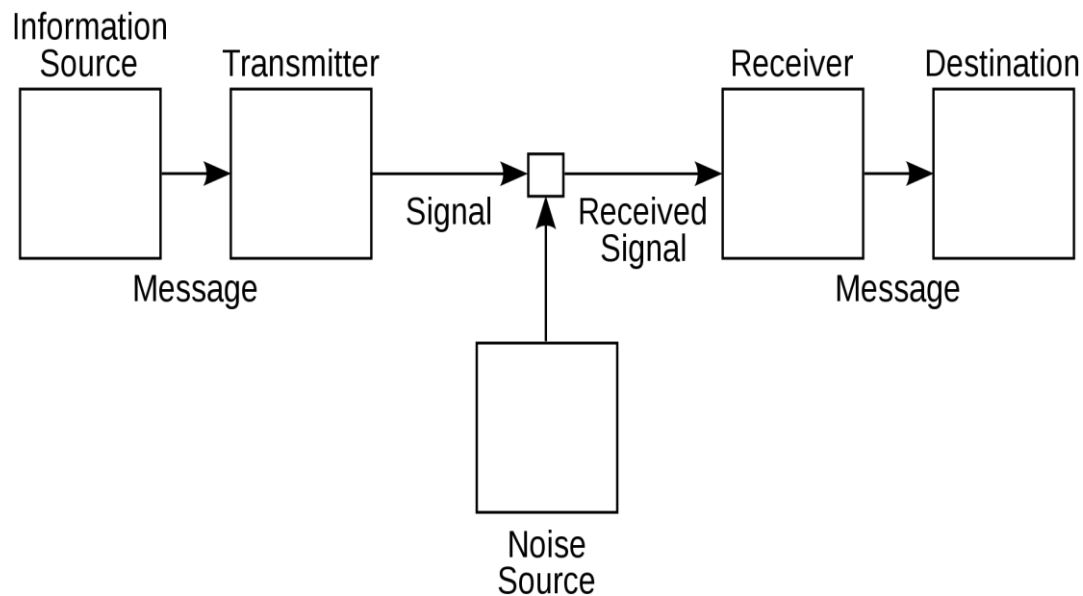 Information
Source
Transmitter
Receiver
Destination
Signal
Received
Signal
Message
Message
Noise
Source